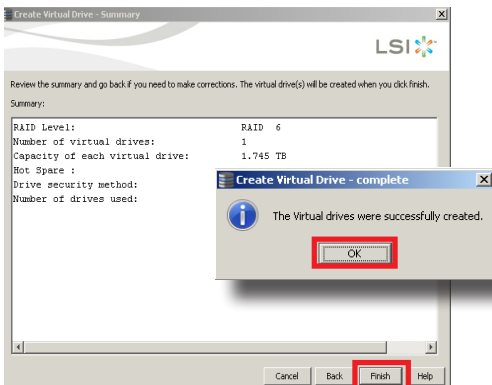 Create Virtual Drive - Summary
LSI
Review the summary and go back if you need to make corrections. The virtual drive(s) will be created when you click finish.
Summary:
RAID Level: RAID 6
Number of virtual drives: 1
Capacity of each virtual drive: 1.745 TB
Hot Spare :
Drive security method:
Number of drives used:
Create Virtual Drive - complete
The Virtual drives were successfully created.
OK
Cancel Back Finish Help